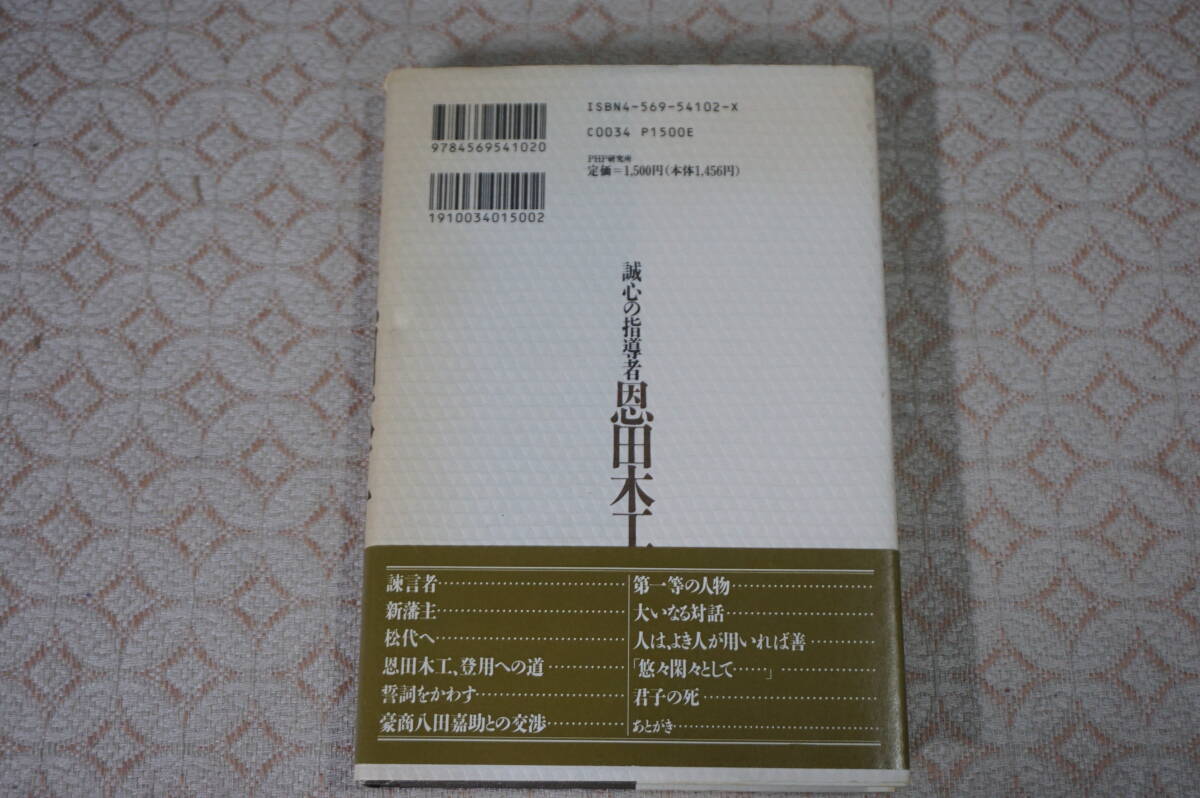 ISBN4-569-54102-X
C0034 P1500E
PHP研究所
定価=1,500円(本体1,456円)
9784569541020
1910034015002
誠心の指導者
恩田木工
諫言者
新藩主
松代へ
恩田木工、登用への道
誓詞をかわす
豪商八田嘉助との交渉
第一等の人物
大いなる対話
人は、よき人が用いれば善
「悠々閑々として……」
君子の死
あとがき